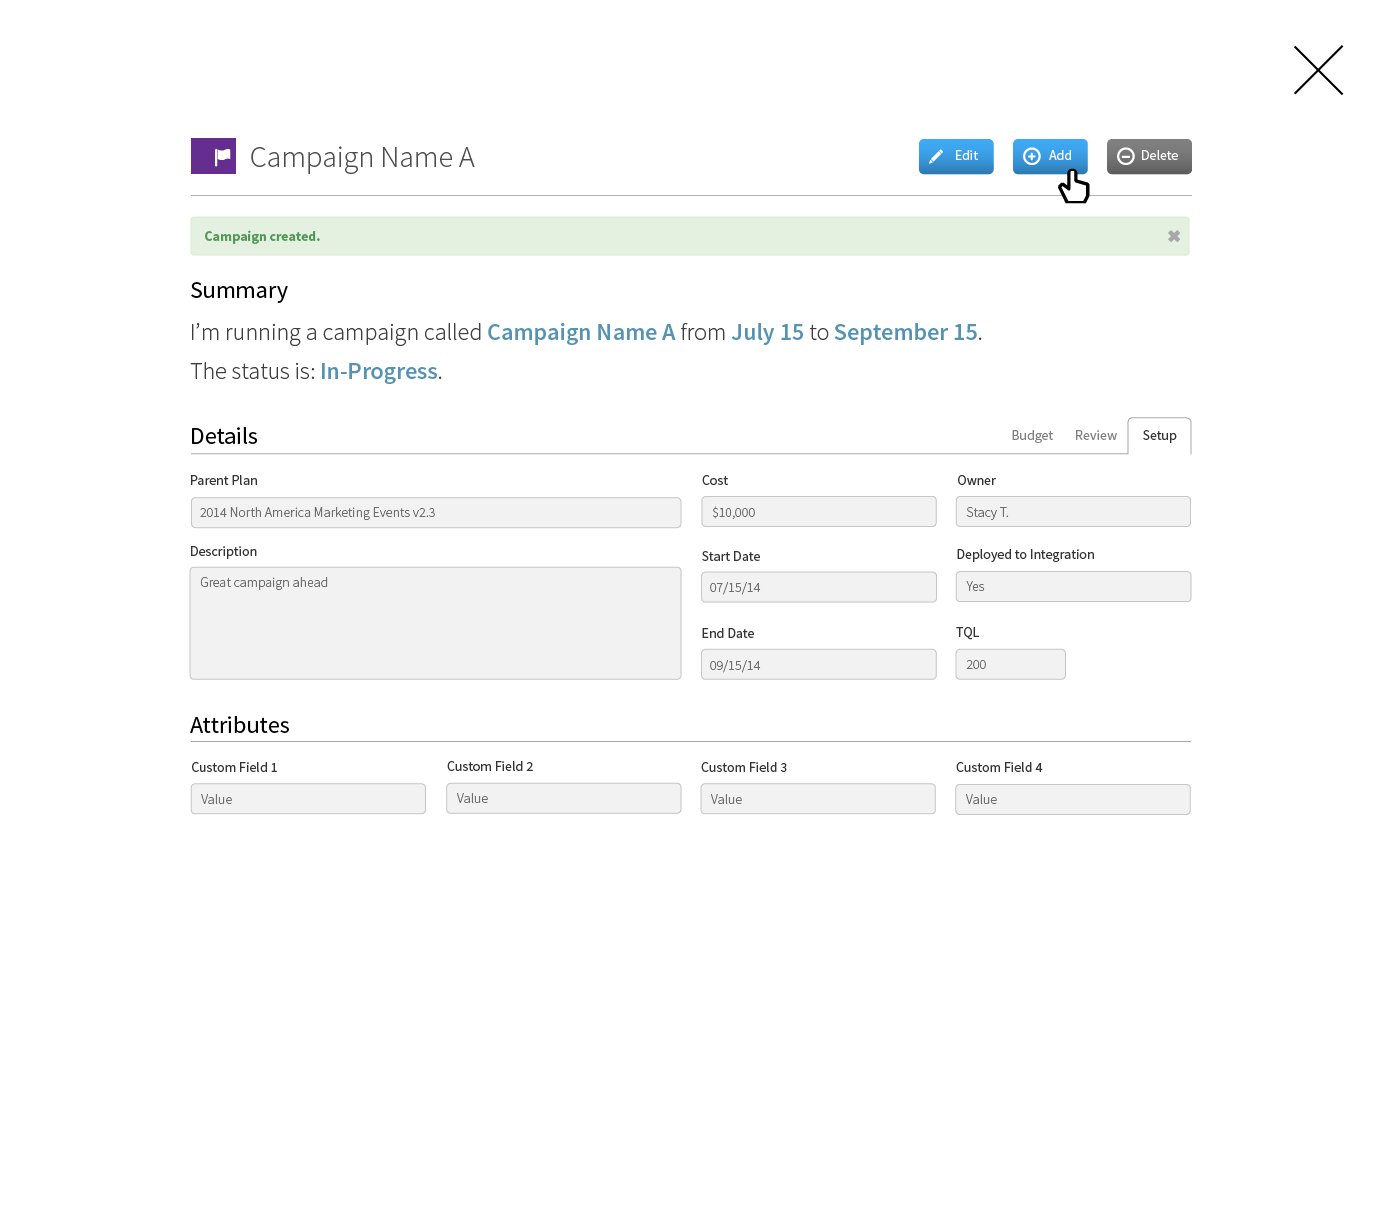 Campaign Name A
Edit
Add
Delete
Campaign created.
Summary
I’m running a campaign called Campaign Name A from July 15 to September 15.
The status is: In-Progress.
Details
Budget
Review
Setup
Parent Plan
2014 North America Marketing Events v2.3
Cost
$10,000
Owner
Stacy T.
Description
Great campaign ahead
Start Date
07/15/14
Deployed to Integration
Yes
End Date
09/15/14
TQL
200
Attributes
Custom Field 1
Value
Custom Field 2
Value
Custom Field 3
Value
Custom Field 4
Value